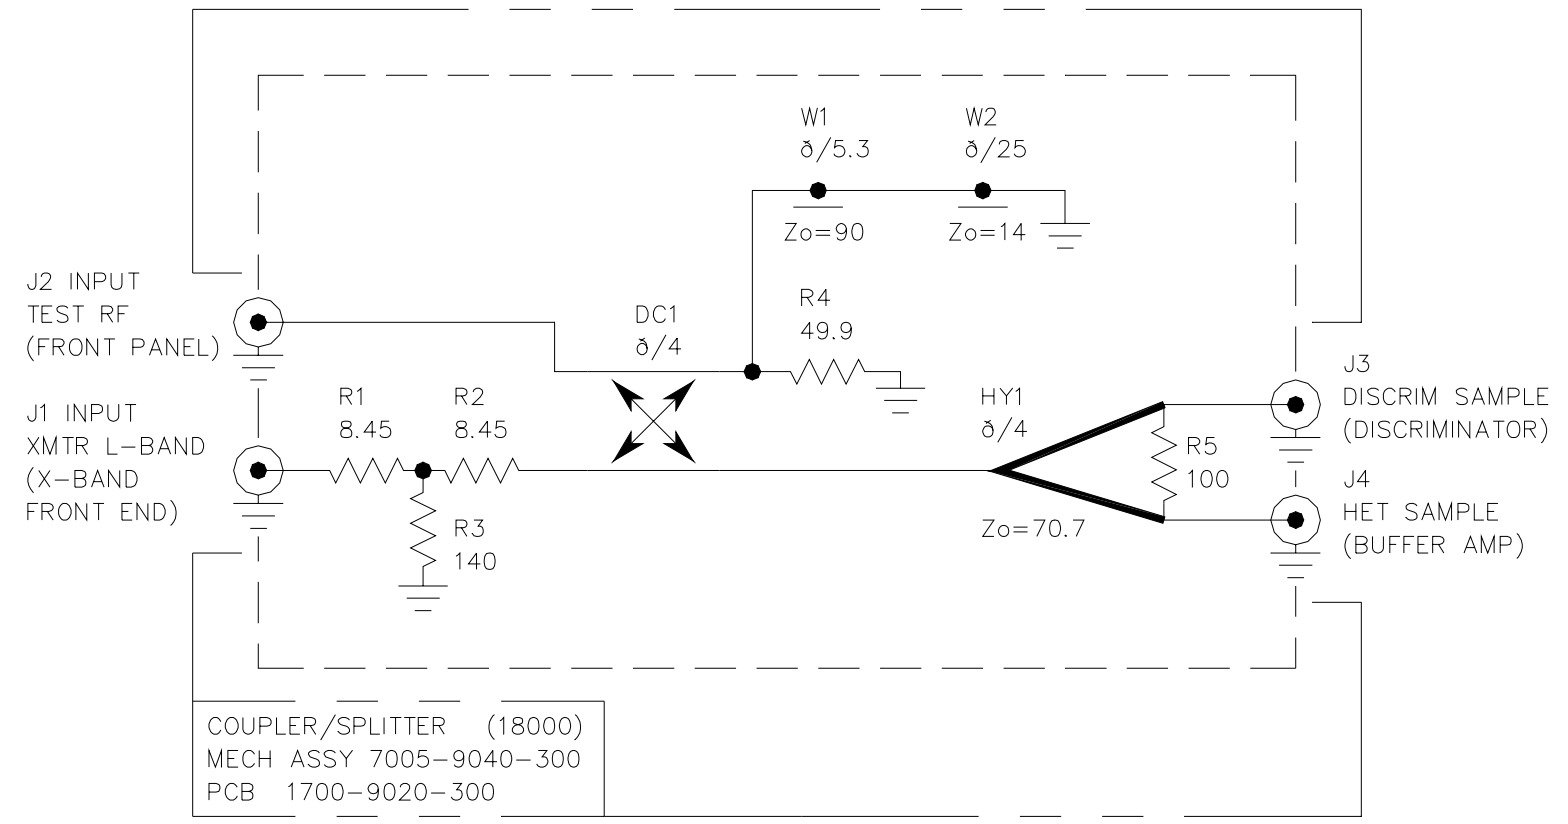 W1
ð/5.3
Zo=90
W2
ð/25
Zo=14
J2 INPUT
TEST RF
(FRONT PANEL)
DC1
ð/4
R4
49.9
J1 INPUT
XMTR L-BAND
(X-BAND
FRONT END)
R1
8.45
R2
8.45
R3
140
HY1
ð/4
Zo=70.7
R5
100
J3
DISCRIM SAMPLE
(DISCRIMINATOR)
J4
HET SAMPLE
(BUFFER AMP)
COUPLER/SPLITTER (18000)
MECH ASSY 7005-9040-300
PCB 1700-9020-300